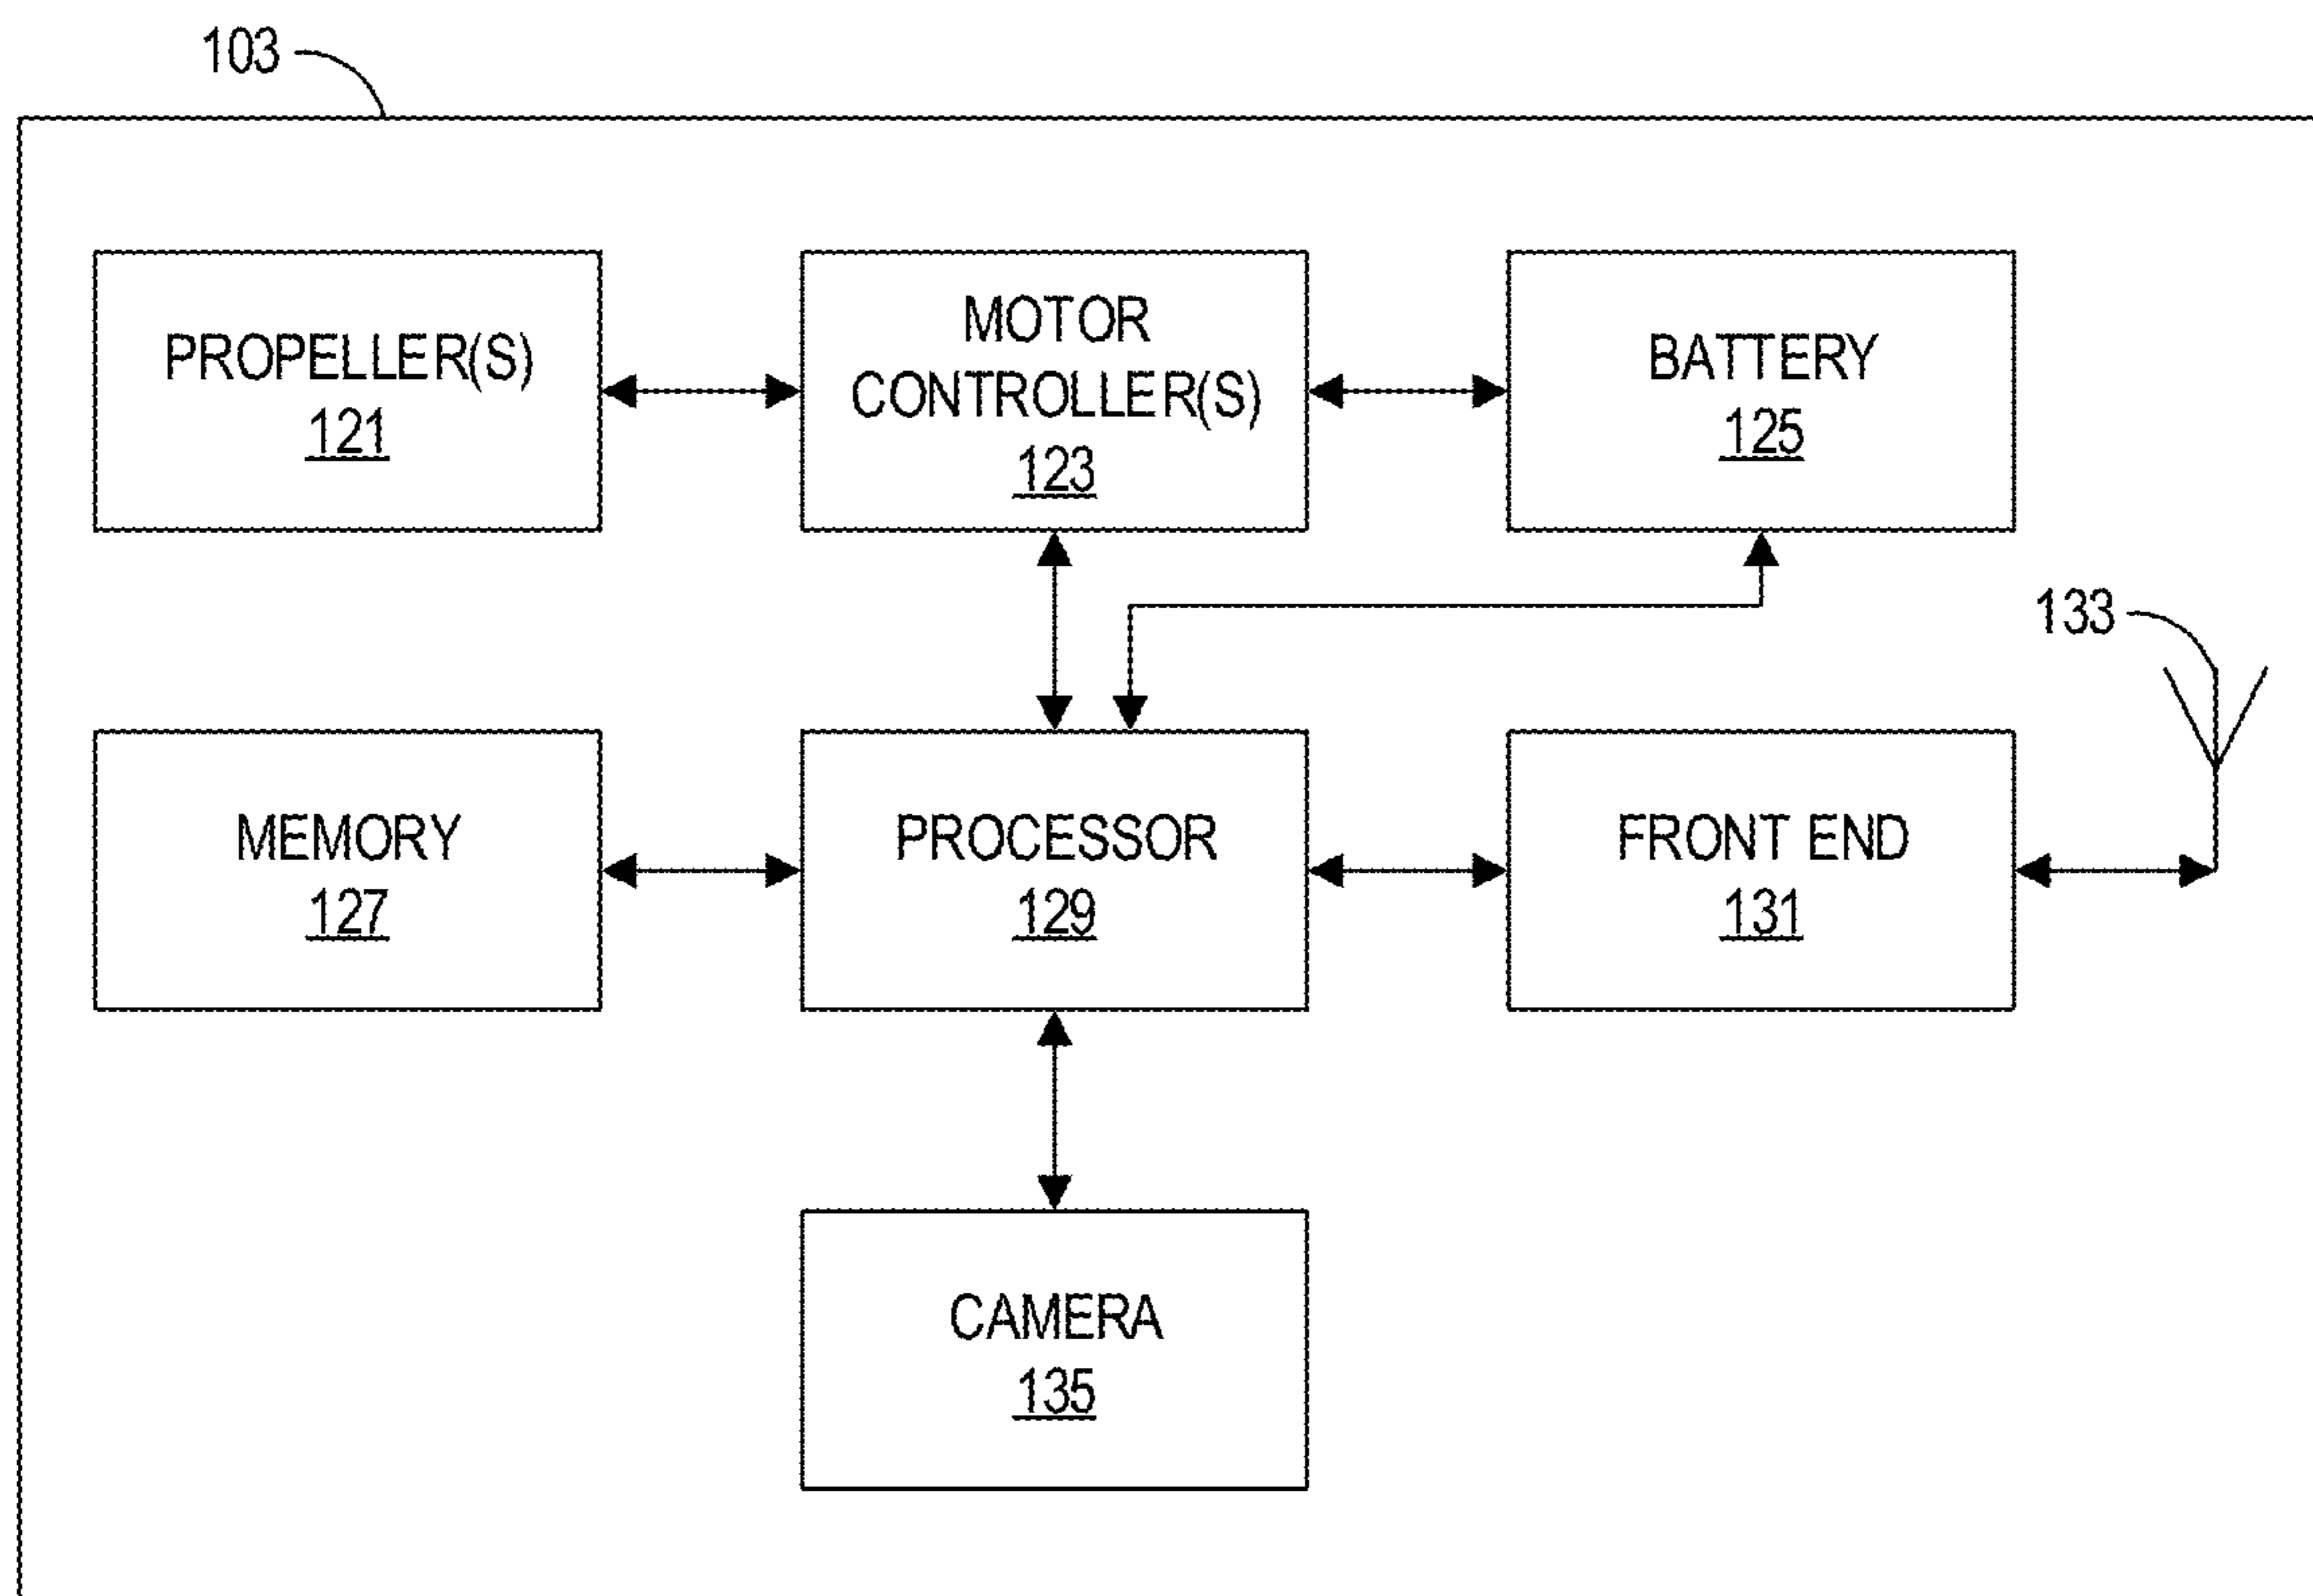 103
PROPELLER(S)
121
MOTOR
CONTROLLER(S)
123
BATTERY
125
133
MEMORY
127
PROCESSOR
129
FRONT END
131
CAMERA
135